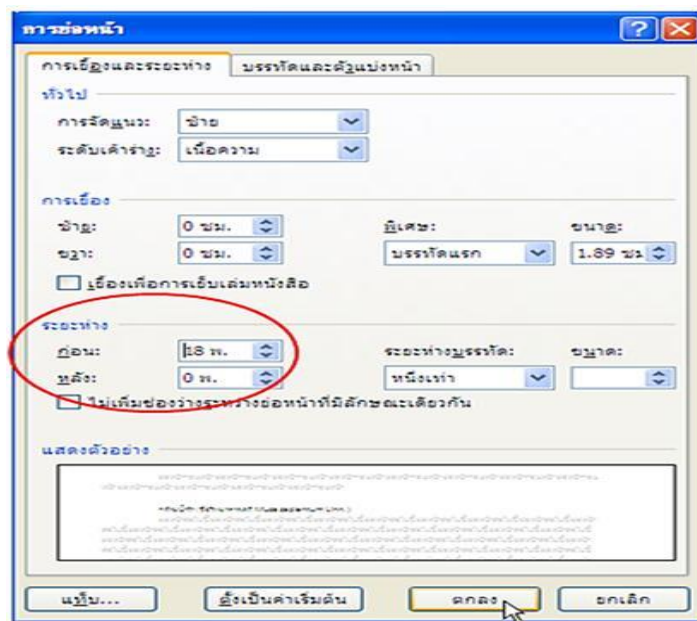 การย่อหน้า
การเยื้องและระยะห่าง บรรทัดและตัวแบ่งหน้า
ทั่วไป
การจัดแนว: ซ้าย
ระดับเค้าร่าง: เนื้อความ
การเยื้อง
ซ้าย: 0 ซม. พิเศษ: ขนาด:
ขวา: 0 ซม. บรรทัดแรก 1.89 ซ
เยื้องเพื่อการเย็บเล่มหนังสือ
ระยะห่าง
ก่อน: 18 พ. ระยะห่างบรรทัด: ขนาด:
หลัง: 0 พ. หนึ่งเท่า
ไม่เพิ่มช่องว่างระหว่างย่อหน้าที่มีลักษณะเดียวกัน
แสดงตัวอย่าง
แท็บ... ตั้งเป็นค่าเริ่มต้น ตกลง ยกเลิก